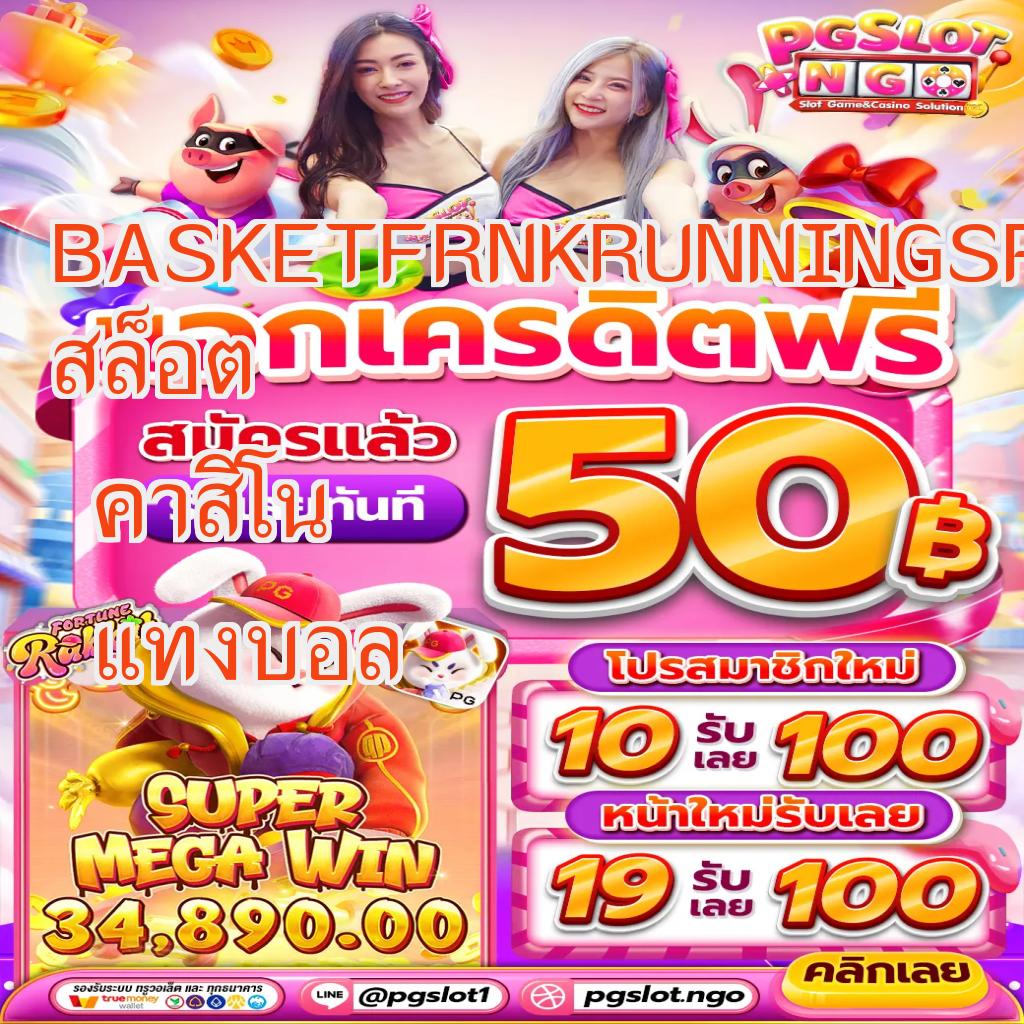 PGSLOT
NGO
Slot Game&Casino Solution
PGSLOT
BASKETFRNKRUNNINGSP
สล็อต
เครดิตฟรี
สมัครแล้ว
คาสิโน
ทันที
50฿
PG
FORTUNE
แทงบอล
PG
โปรสมาชิกใหม่
10 รับเลย 100
หน้าใหม่รับเลย
19 รับเลย 100
SUPER
MEGA WIN
34,890.00
รองรับระบบ ทรูวอเล็ต และ ทุกธนาคาร
truemoney
wallet
LINE @pgslot1
pgslot.ngo
คลิกเลย